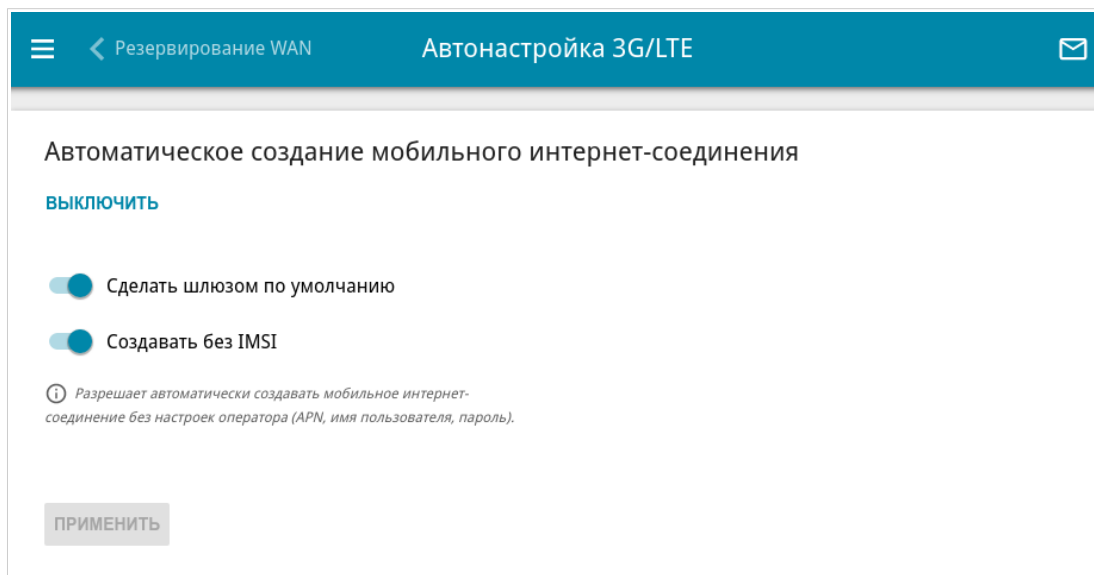 Резервирование WAN
Автонастройка 3G/LTE
Автоматическое создание мобильного интернет-соединения
ВЫКЛЮЧИТЬ
Сделать шлюзом по умолчанию
Создавать без IMSI
Разрешает автоматически создавать мобильное интернет-
соединение без настроек оператора (APN, имя пользователя, пароль).
ПРИМЕНИТЬ